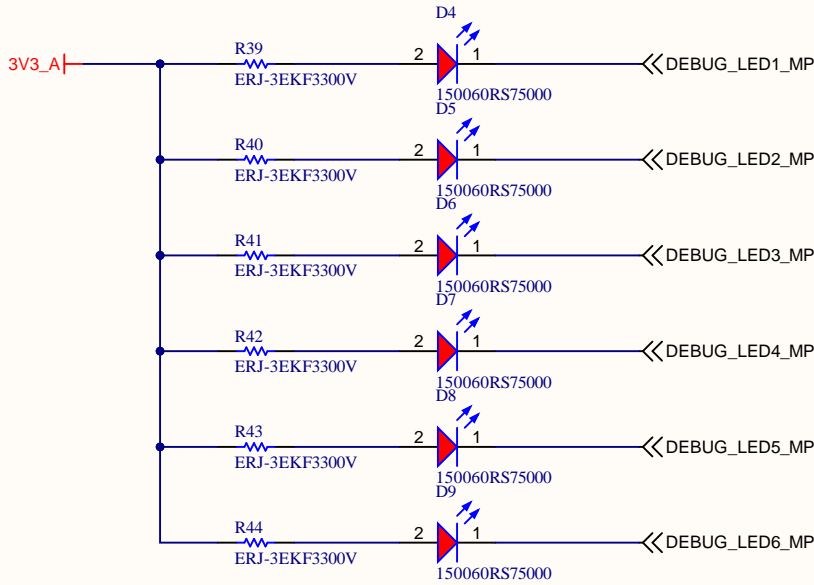 D4
3V3_A
R39
2
1
DEBUG_LED1_MP
ERJ-3EKF3300V
150060RS75000
D5
R40
2
1
DEBUG_LED2_MP
ERJ-3EKF3300V
150060RS75000
D6
R41
2
1
DEBUG_LED3_MP
ERJ-3EKF3300V
150060RS75000
D7
R42
2
1
DEBUG_LED4_MP
ERJ-3EKF3300V
150060RS75000
D8
R43
2
1
DEBUG_LED5_MP
ERJ-3EKF3300V
150060RS75000
D9
R44
2
1
DEBUG_LED6_MP
ERJ-3EKF3300V
150060RS75000